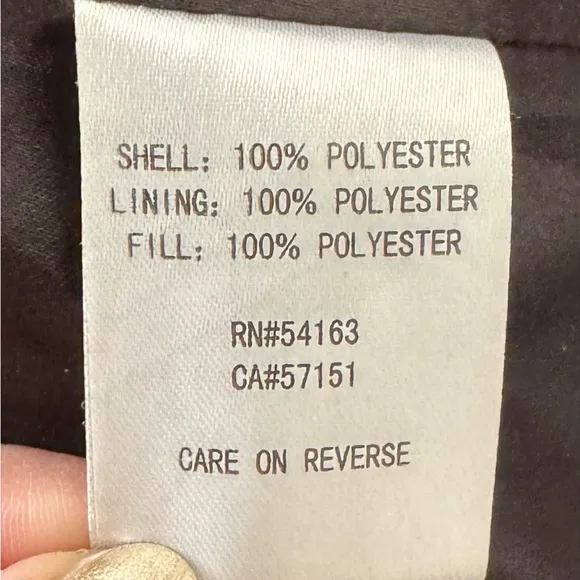 SHELL: 100% POLYESTER
LINING: 100% POLYESTER
FILL: 100% POLYESTER
RN#54163
CA#57151
CARE ON REVERSE